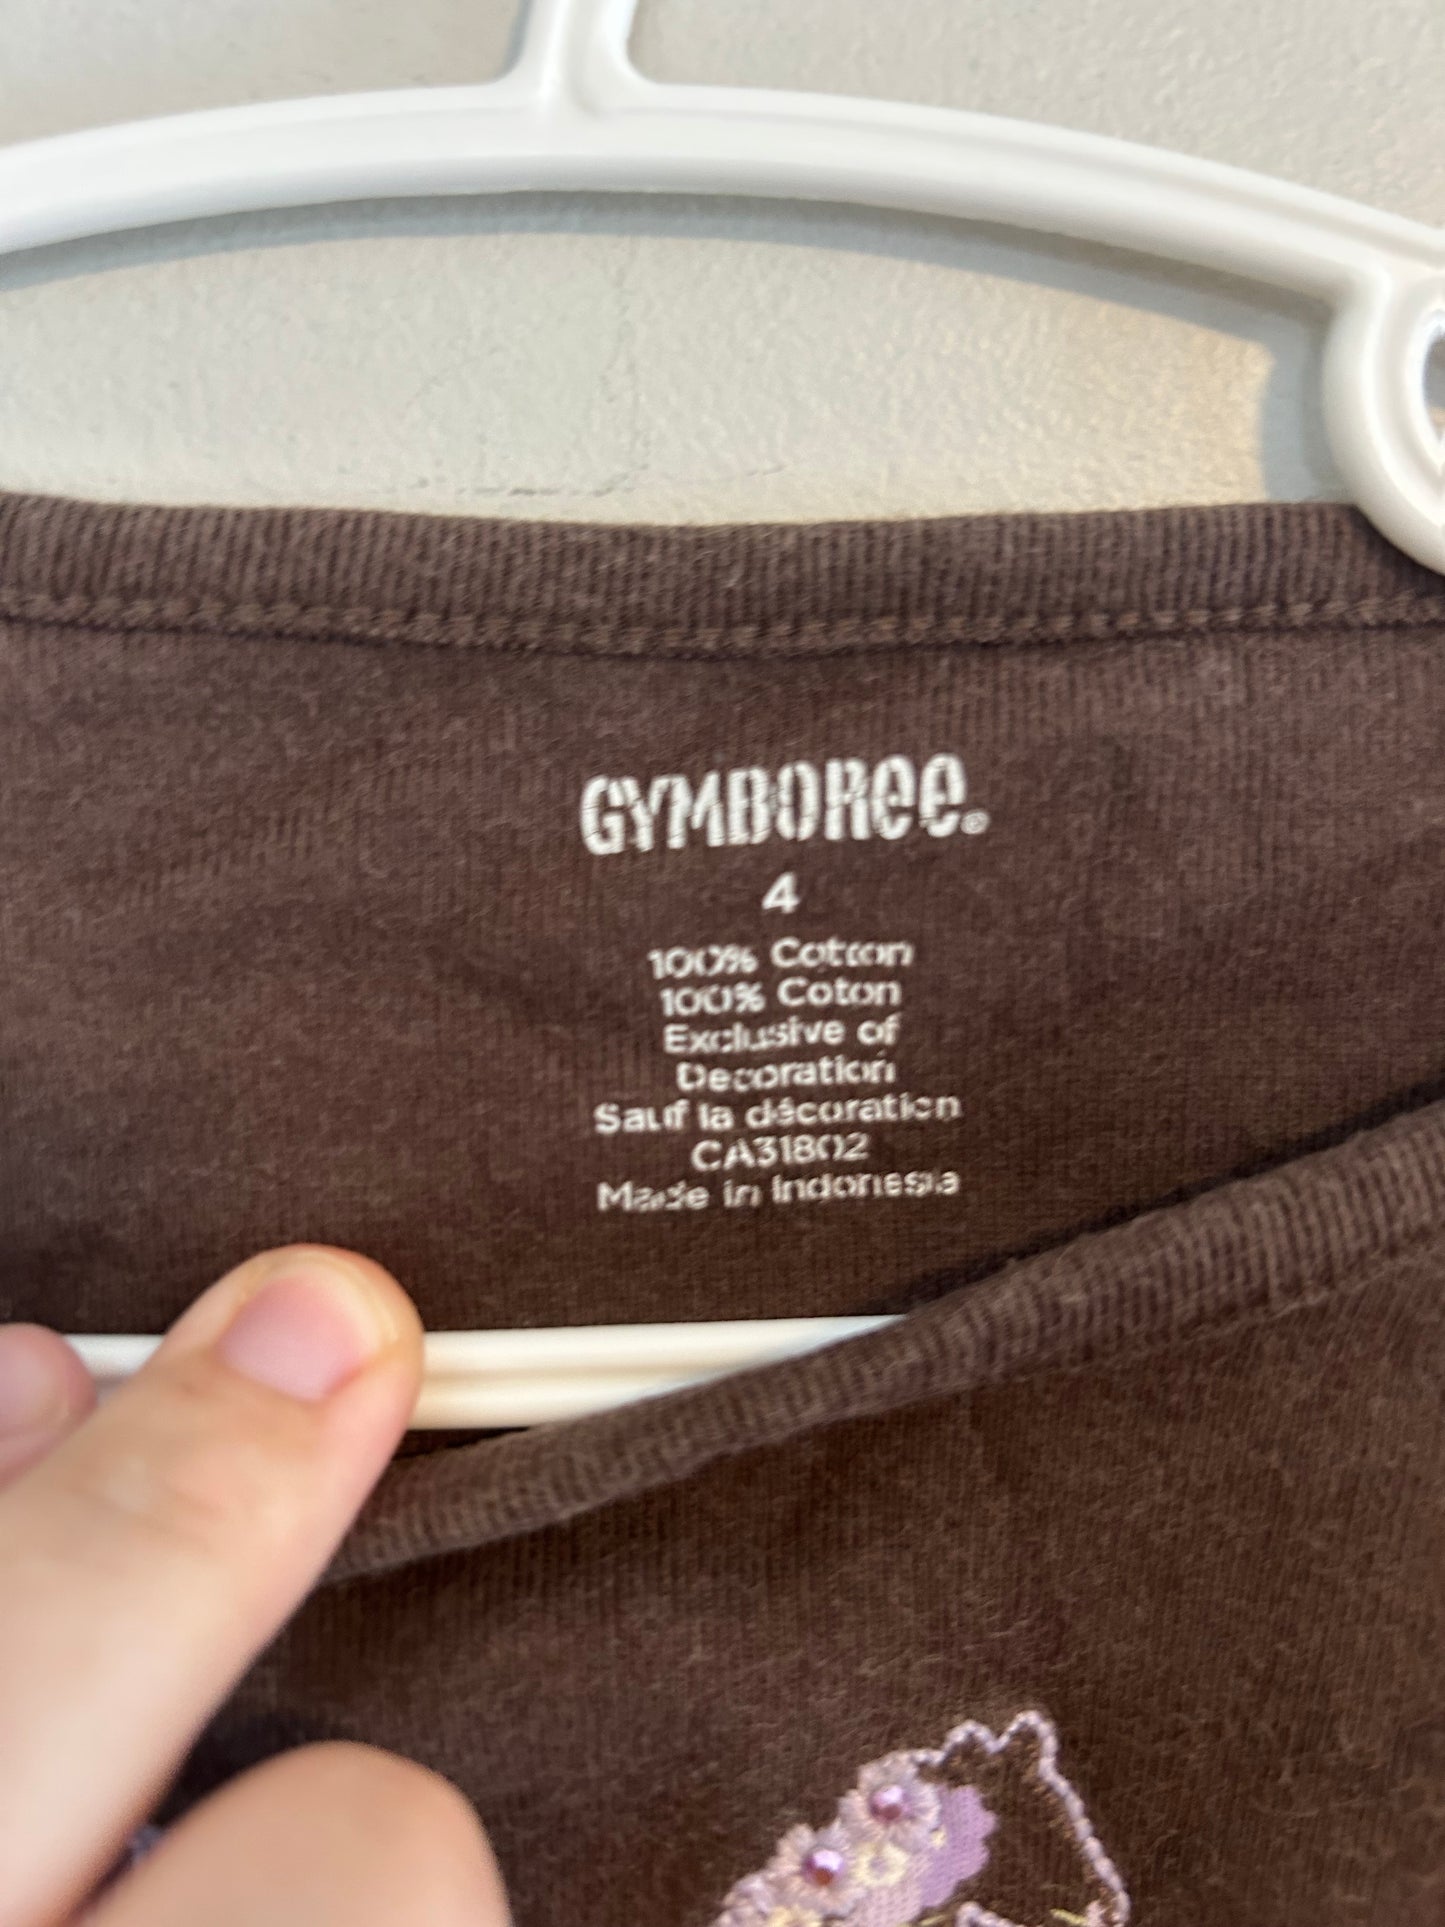 GYMBOREE®
4
100% Cotton
100% Coton
Exclusive of
Decoration
Sauf la décoration
CA31802
Made in Indonesia